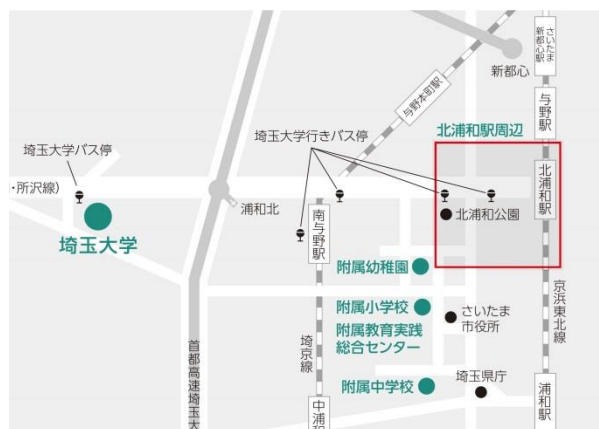 さいたま
新都心駅
新都心
与野本町駅
与野駅
埼玉大学行きバス停
北浦和駅周辺
埼玉大学バス停
北浦和駅
・所沢線)
浦和北
北浦和公園
埼玉大学
南与野駅
附属幼稚園
京浜東北線
附属小学校
さいたま
市役所
附属教育実践
総合センター
埼京線
首都高速埼玉大
附属中学校
埼玉県庁
浦和駅
中浦和